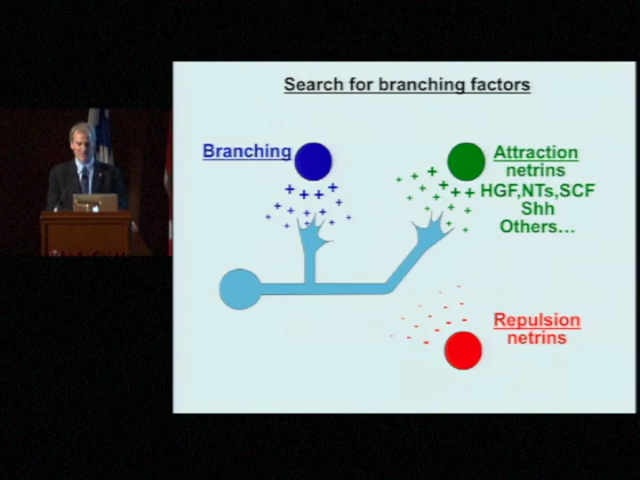 Search for branching factors
Branching
Attraction
netrins
HGF,NTs,SCF
Shh
Others...
Repulsion
netrins